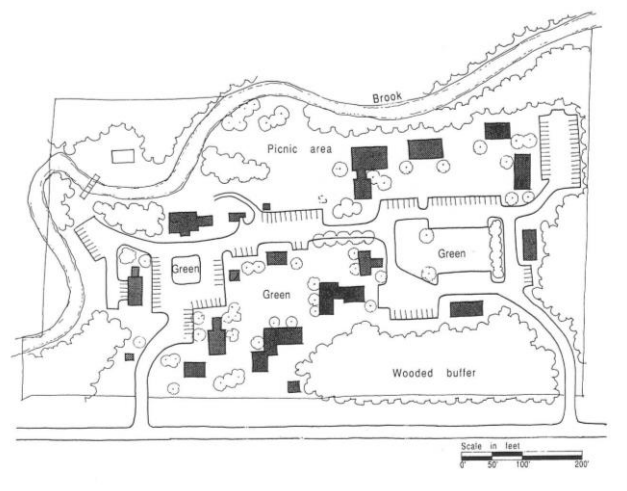 Brook
Picnic area
Green
Green
Green
Wooded buffer
Scale in feet
0' 50' 100' 200'